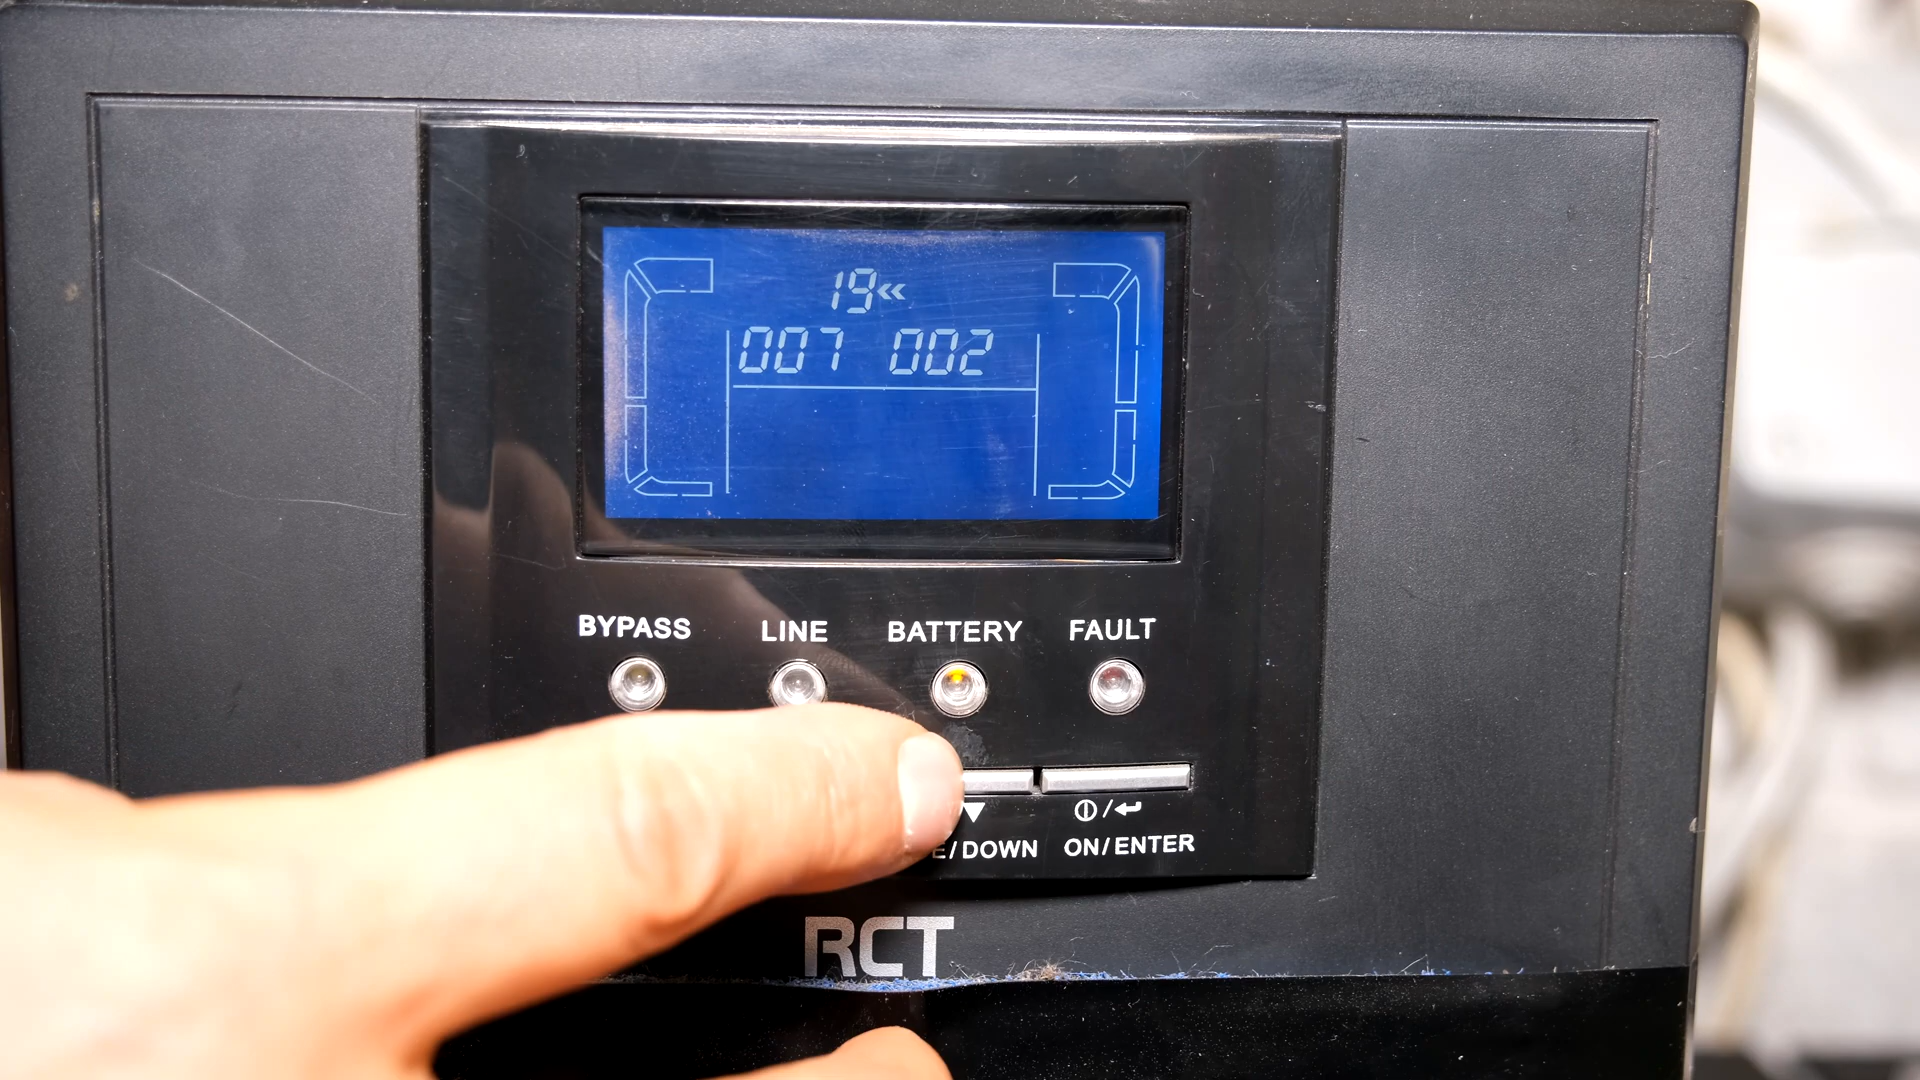 19«
007 002
BYPASS LINE BATTERY FAULT
▼ /↵
E/DOWN ON/ENTER
RCT